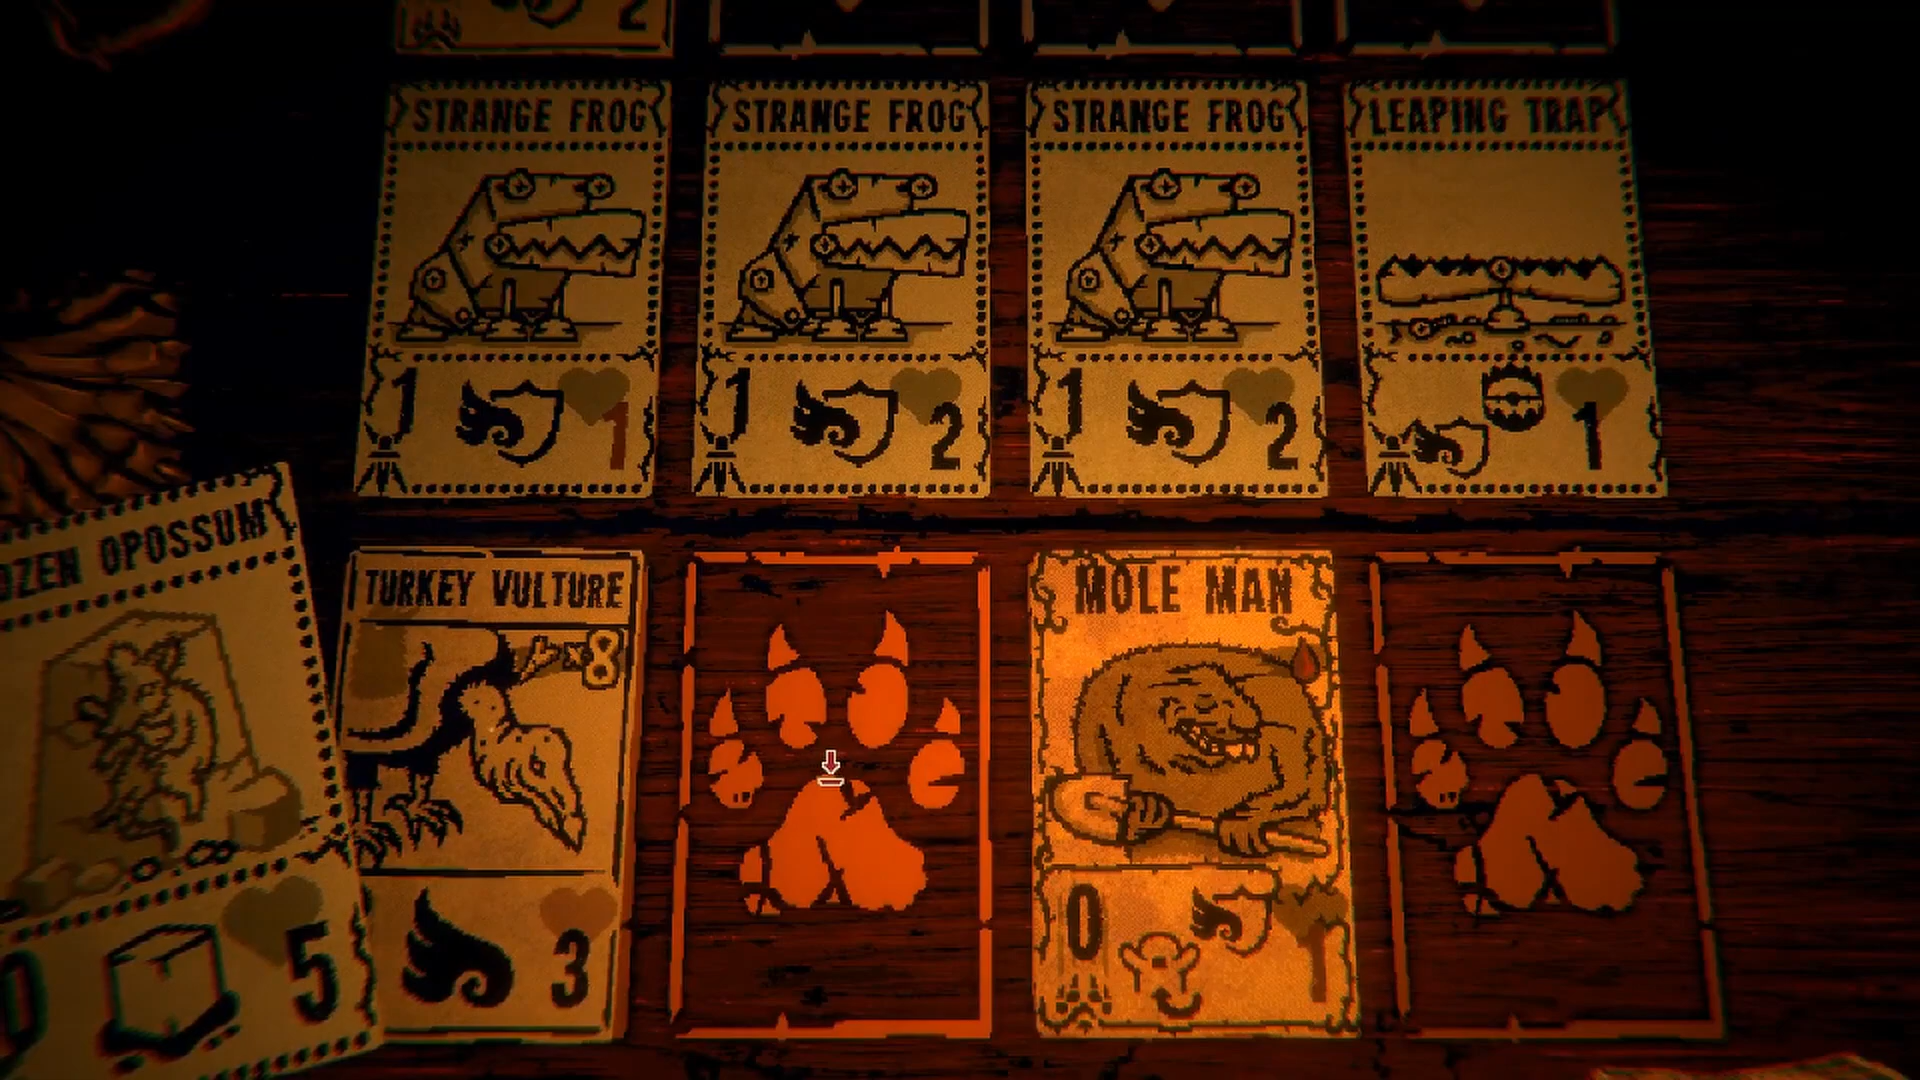 2
STRANGE FROG
1 1
STRANGE FROG
1 2
STRANGE FROG
1 2
LEAPING TRAP
1
OZEN OPOSSUM
0 5
TURKEY VULTURE
x8
3
MOLE MAN
0 1